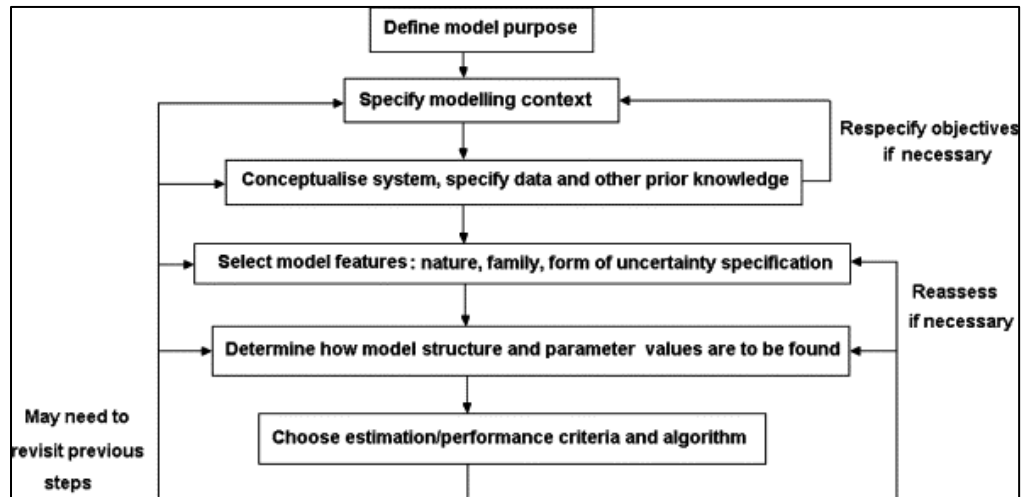 Define model purpose
Specify modelling context
Respecify objectives
if necessary
Conceptualise system, specify data and other prior knowledge
Select model features: nature, family, form of uncertainty specification
Reassess
if necessary
Determine how model structure and parameter values are to be found
May need to
revisit previous
steps
Choose estimation/performance criteria and algorithm